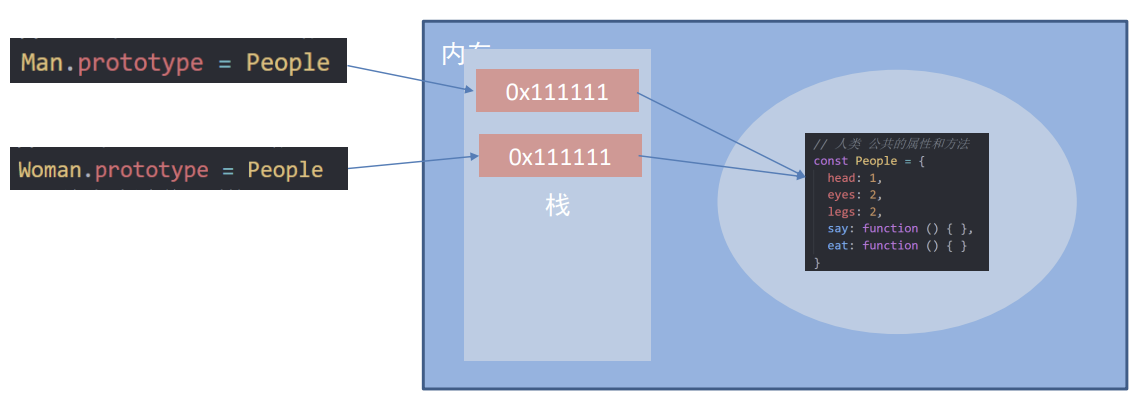 Man.prototype = People
Woman.prototype = People
内存
0x111111
0x111111
栈
// 人类 公共的属性和方法
const People = {
head: 1,
eyes: 2,
legs: 2,
say: function () { },
eat: function () { }
}